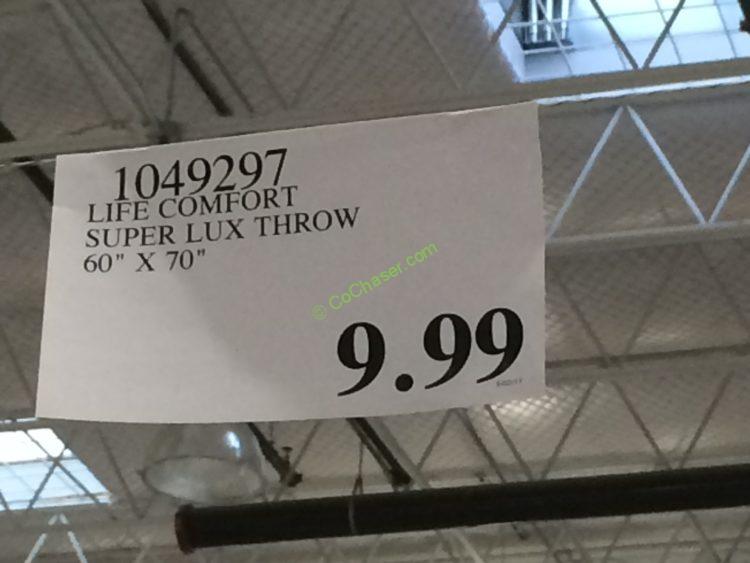 1049297
LIFE COMFORT
SUPER LUX THROW
60" X 70"
© CoChaser.com
9.99